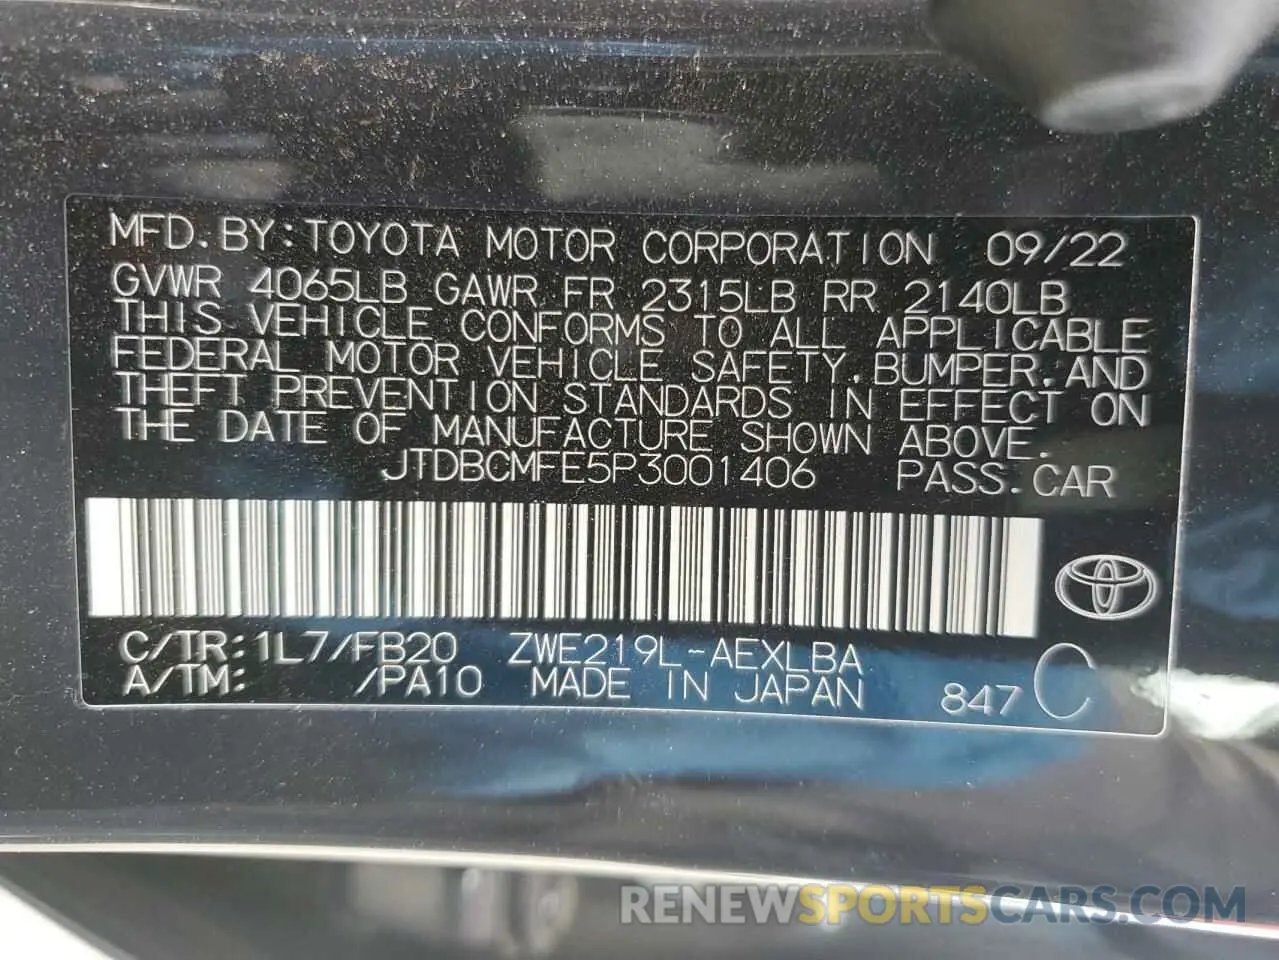 MFD. BY: TOYOTA MOTOR CORPORATION 09/22
GVWR 4065LB GAWR FR 2315LB RR 2140LB
THIS VEHICLE CONFORMS TO ALL APPLICABLE
FEDERAL MOTOR VEHICLE SAFETY, BUMPER, AND
THEFT PREVENTION STANDARDS IN EFFECT ON
THE DATE OF MANUFACTURE SHOWN ABOVE.
JTDBCMFE5P3001406 PASS. CAR
C/TR: 1L7/FB20 ZWE219L-AEXLBA
A/TM: /PA10 MADE IN JAPAN 847 C
RENEWSPORTSCARS.COM